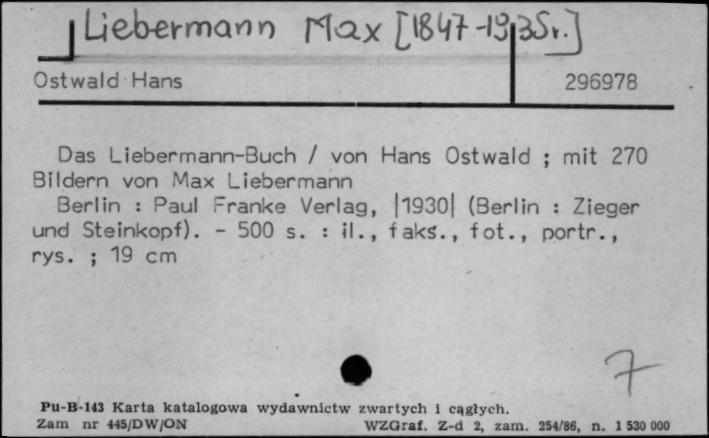 Liebermann Max [1847-1935r.]
Ostwald Hans 296978
Das Liebermann-Buch / von Hans Ostwald ; mit 270
Bildern von Max Liebermann
Berlin : Paul Franke Verlag, |1930| (Berlin : Zieger
und Steinkopf). - 500 s. : il., faks., fot., portr.,
rys. ; 19 cm
7
Pu-B-143 Karta katalogowa wydawnictw zwartych i cągłych.
Zam nr 445/DW/ON WZGraf. Z-d 2, zam. 254/86, n. 1 530 000